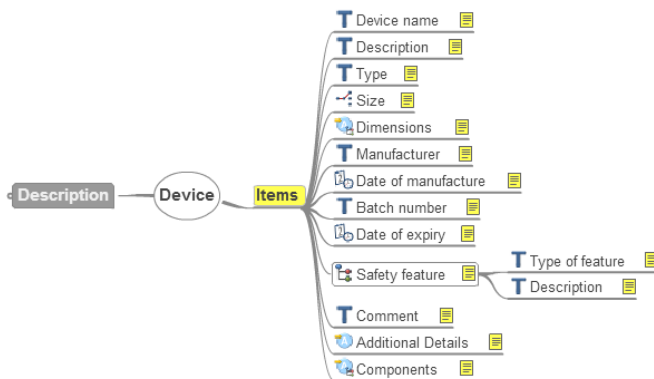 Description
Device
Items
Device name
Description
Type
Size
Dimensions
Manufacturer
Date of manufacture
Batch number
Date of expiry
Safety feature
Type of feature
Description
Comment
Additional Details
Components